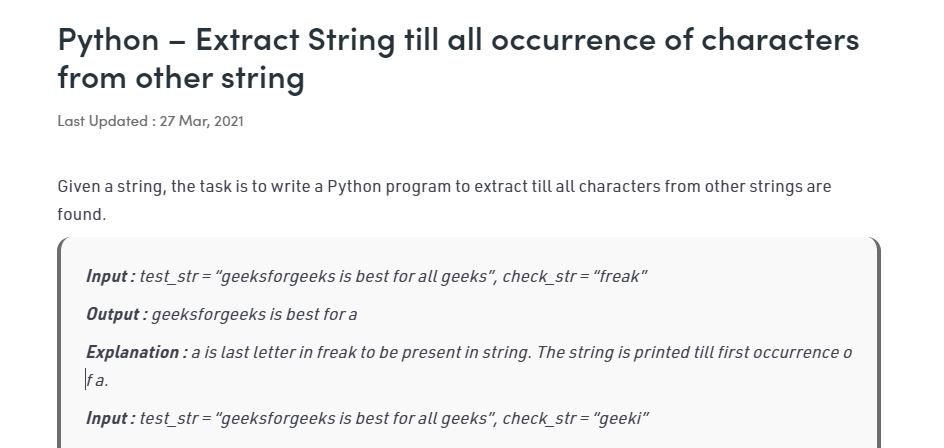 Python – Extract String till all occurrence of characters
from other string
Last Updated : 27 Mar, 2021
Given a string, the task is to write a Python program to extract till all characters from other strings are
found.
Input : test_str = “geeksforgeeks is best for all geeks”, check_str = “freak”
Output : geeksforgeeks is best for a
Explanation : a is last letter in freak to be present in string. The string is printed till first occurrence o
f a.
Input : test_str = “geeksforgeeks is best for all geeks”, check_str = “geeki”